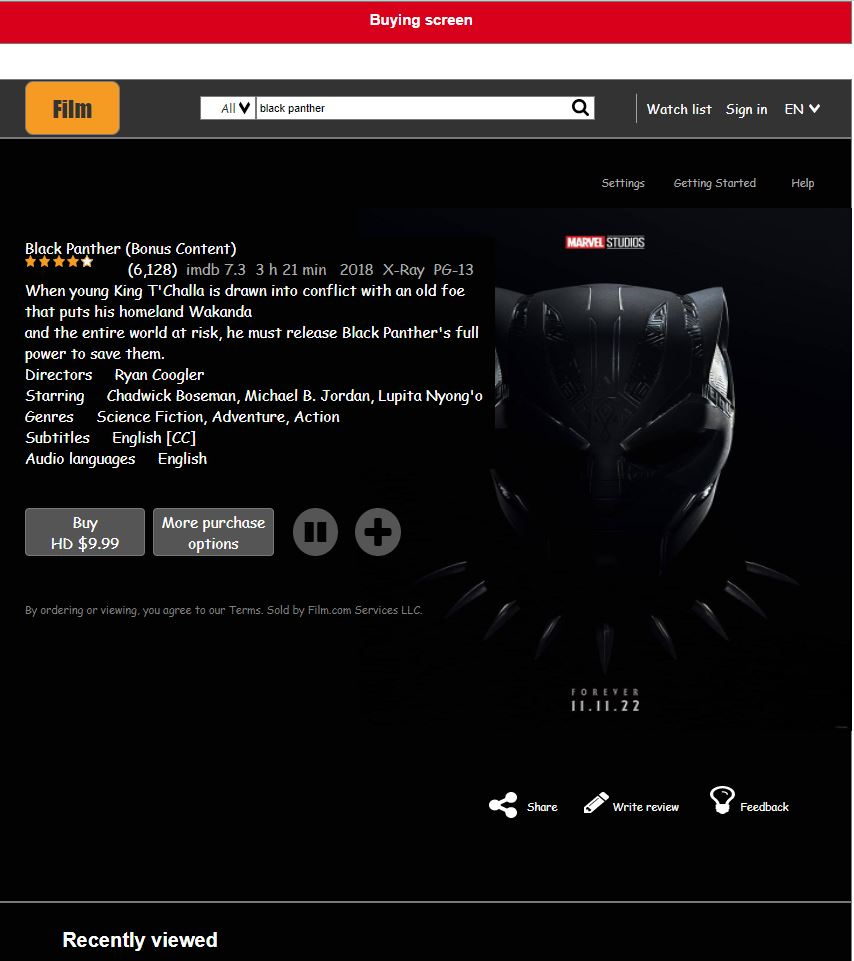 Buying screen
Film
All
black panther
Watch list
Sign in
EN
Settings
Getting Started
Help
MARVEL STUDIOS
Black Panther (Bonus Content)
(6,128) imdb 7.3 3 h 21 min 2018 X-Ray PG-13
When young King T'Challa is drawn into conflict with an old foe
that puts his homeland Wakanda
and the entire world at risk, he must release Black Panther's full
power to save them.
Directors Ryan Coogler
Starring Chadwick Boseman, Michael B. Jordan, Lupita Nyong'o
Genres Science Fiction, Adventure, Action
Subtitles English [CC]
Audio languages English
Buy
HD $9.99
More purchase
options
By ordering or viewing, you agree to our Terms. Sold by Film.com Services LLC.
FOREVER
11.11.22
Share
Write review
Feedback
Recently viewed